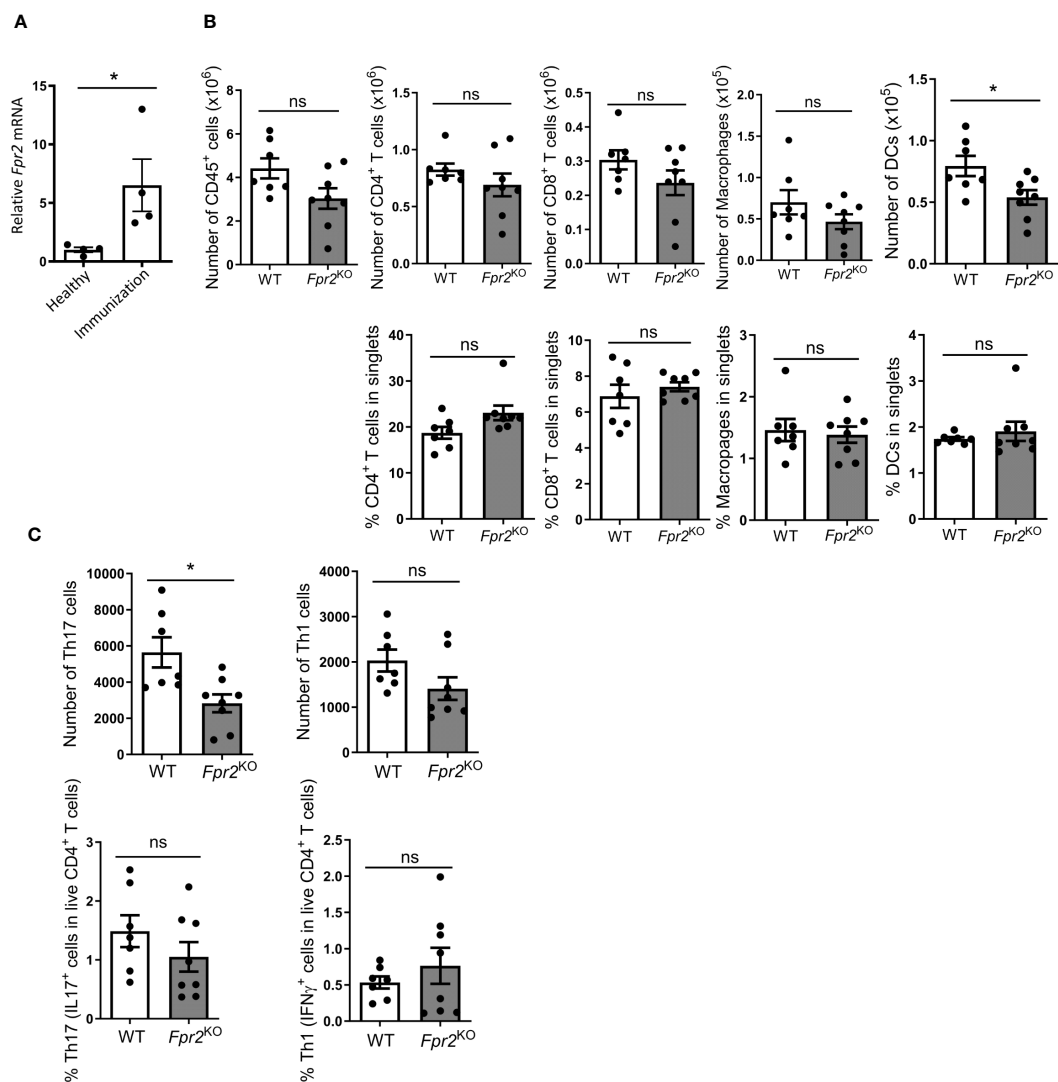 A
B
Relative Fpr2 mRNA
15
10
5
0
*
Healthy
Immunization
Number of CD45⁺ cells (x10⁶)
8
6
4
2
0
ns
WT
Fpr2ᴷᴼ
Number of CD4⁺ T cells (x10⁶)
1.5
1.0
0.5
0.0
ns
WT
Fpr2ᴷᴼ
Number of CD8⁺ T cells (x10⁶)
0.6
0.4
0.3
0.2
0.1
0.0
ns
WT
Fpr2ᴷᴼ
Number of Macrophages (x10⁵)
2.0
1.5
1.0
0.5
0.0
ns
WT
Fpr2ᴷᴼ
Number of DCs (x10⁵)
1.5
1.0
0.5
0.0
*
WT
Fpr2ᴷᴼ
% CD4⁺ T cells in singlets
40
30
20
10
0
ns
WT
Fpr2ᴷᴼ
% CD8⁺ T cells in singlets
10
8
6
4
2
0
ns
WT
Fpr2ᴷᴼ
% Macropages in singlets
3
2
1
0
ns
WT
Fpr2ᴷᴼ
% DCs in singlets
4
3
2
1
0
ns
WT
Fpr2ᴷᴼ
C
Number of Th17 cells
10000
8000
6000
4000
2000
0
*
WT
Fpr2ᴷᴼ
Number of Th1 cells
4000
3000
2000
1000
0
ns
WT
Fpr2ᴷᴼ
% Th17 (IL17⁺ cells in live CD4⁺ T cells)
3
2
1
0
ns
WT
Fpr2ᴷᴼ
% Th1 (IFNγ⁺ cells in live CD4⁺ T cells)
2.5
2.0
1.5
1.0
0.5
0.0
ns
WT
Fpr2ᴷᴼ